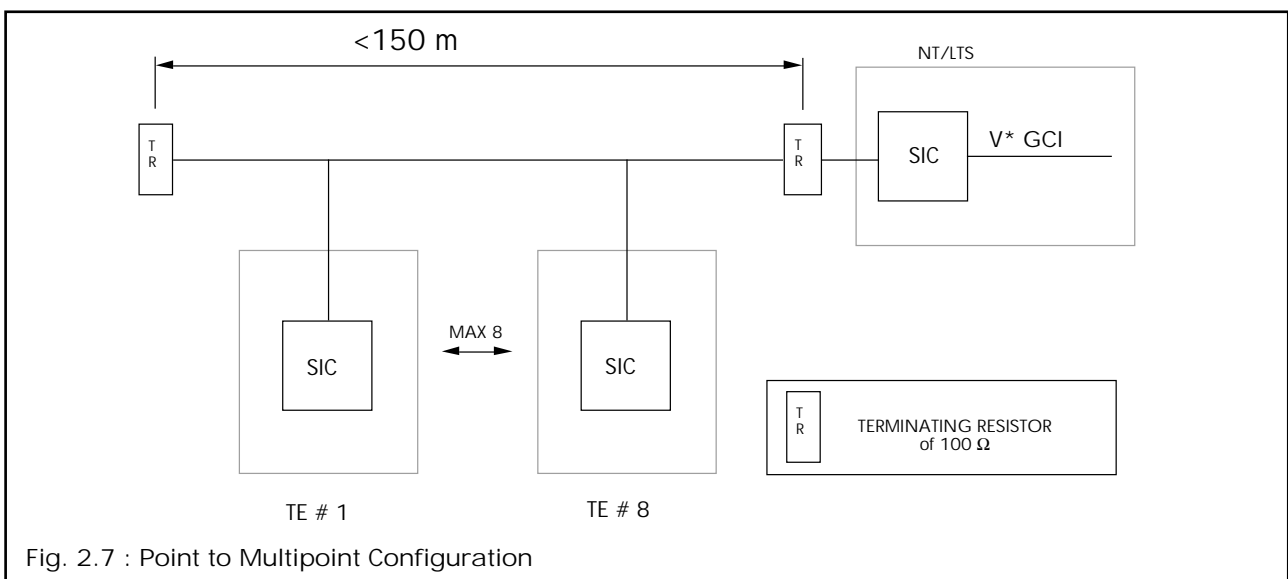 <150 m
NT/LTS
T
R
T
R
SIC
V* GCI
SIC
MAX 8
SIC
T
R
TERMINATING RESISTOR
of 100 Ω
TE # 1
TE # 8
Fig. 2.7 : Point to Multipoint Configuration